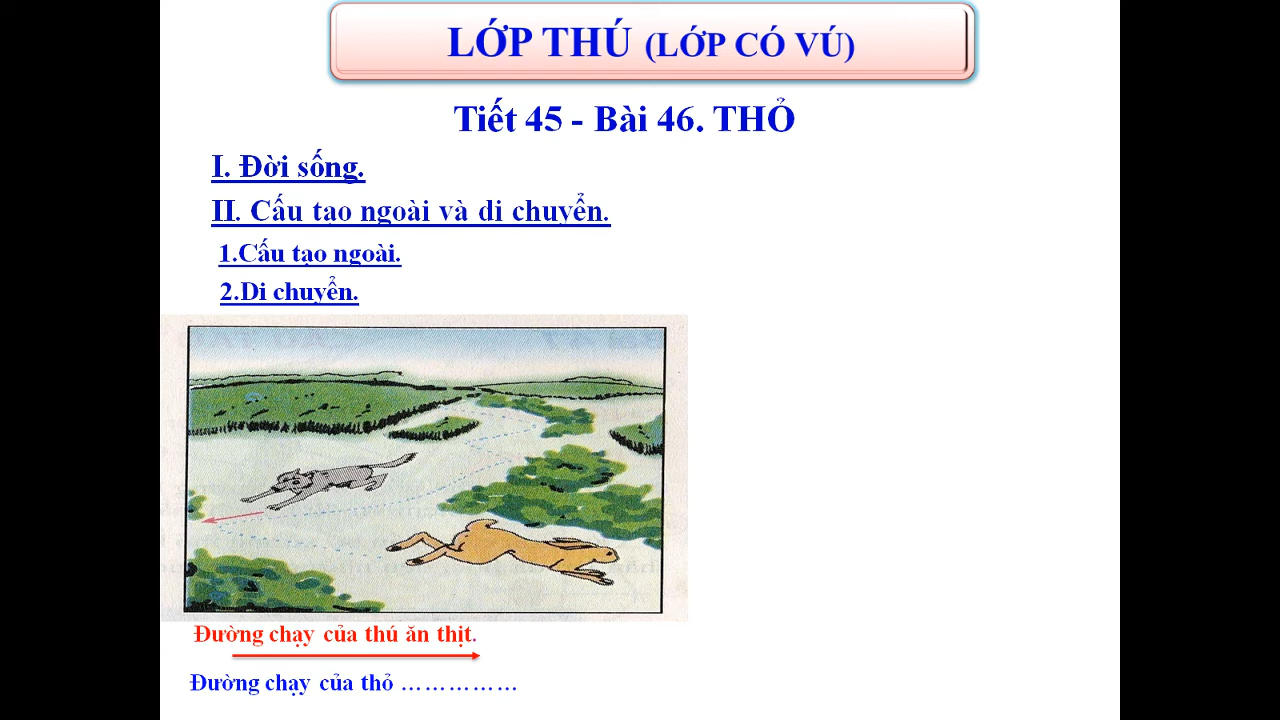 LỚP THÚ (LỚP CÓ VÚ)
Tiết 45 - Bài 46. THỎ
I. Đời sống.
II. Cấu tạo ngoài và di chuyển.
1.Cấu tạo ngoài.
2.Di chuyển.
Đường chạy của thú ăn thịt.
Đường chạy của thỏ ……………